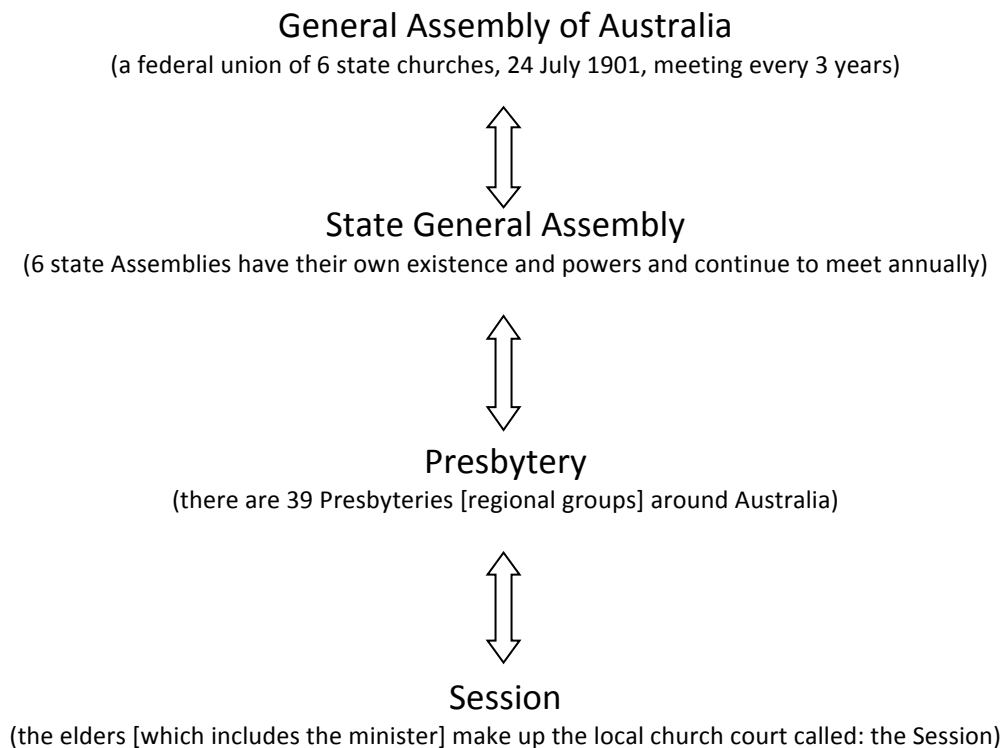 General Assembly of Australia
(a federal union of 6 state churches, 24 July 1901, meeting every 3 years)
State General Assembly
(6 state Assemblies have their own existence and powers and continue to meet annually)
Presbytery
(there are 39 Presbyteries [regional groups] around Australia)
Session
(the elders [which includes the minister] make up the local church court called: the Session)